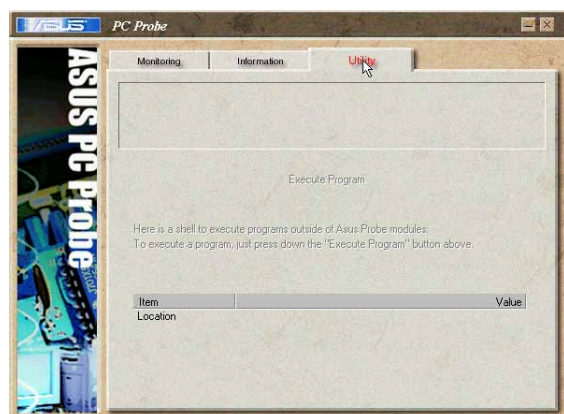 ASUS PC Probe
Monitoring Information Utility
ASUS PC Probe
Execute Program
Here is a shell to execute programs outside of Asus Probe modules:
To execute a program, just press down the "Execute Program" button above.
Item Value
Location